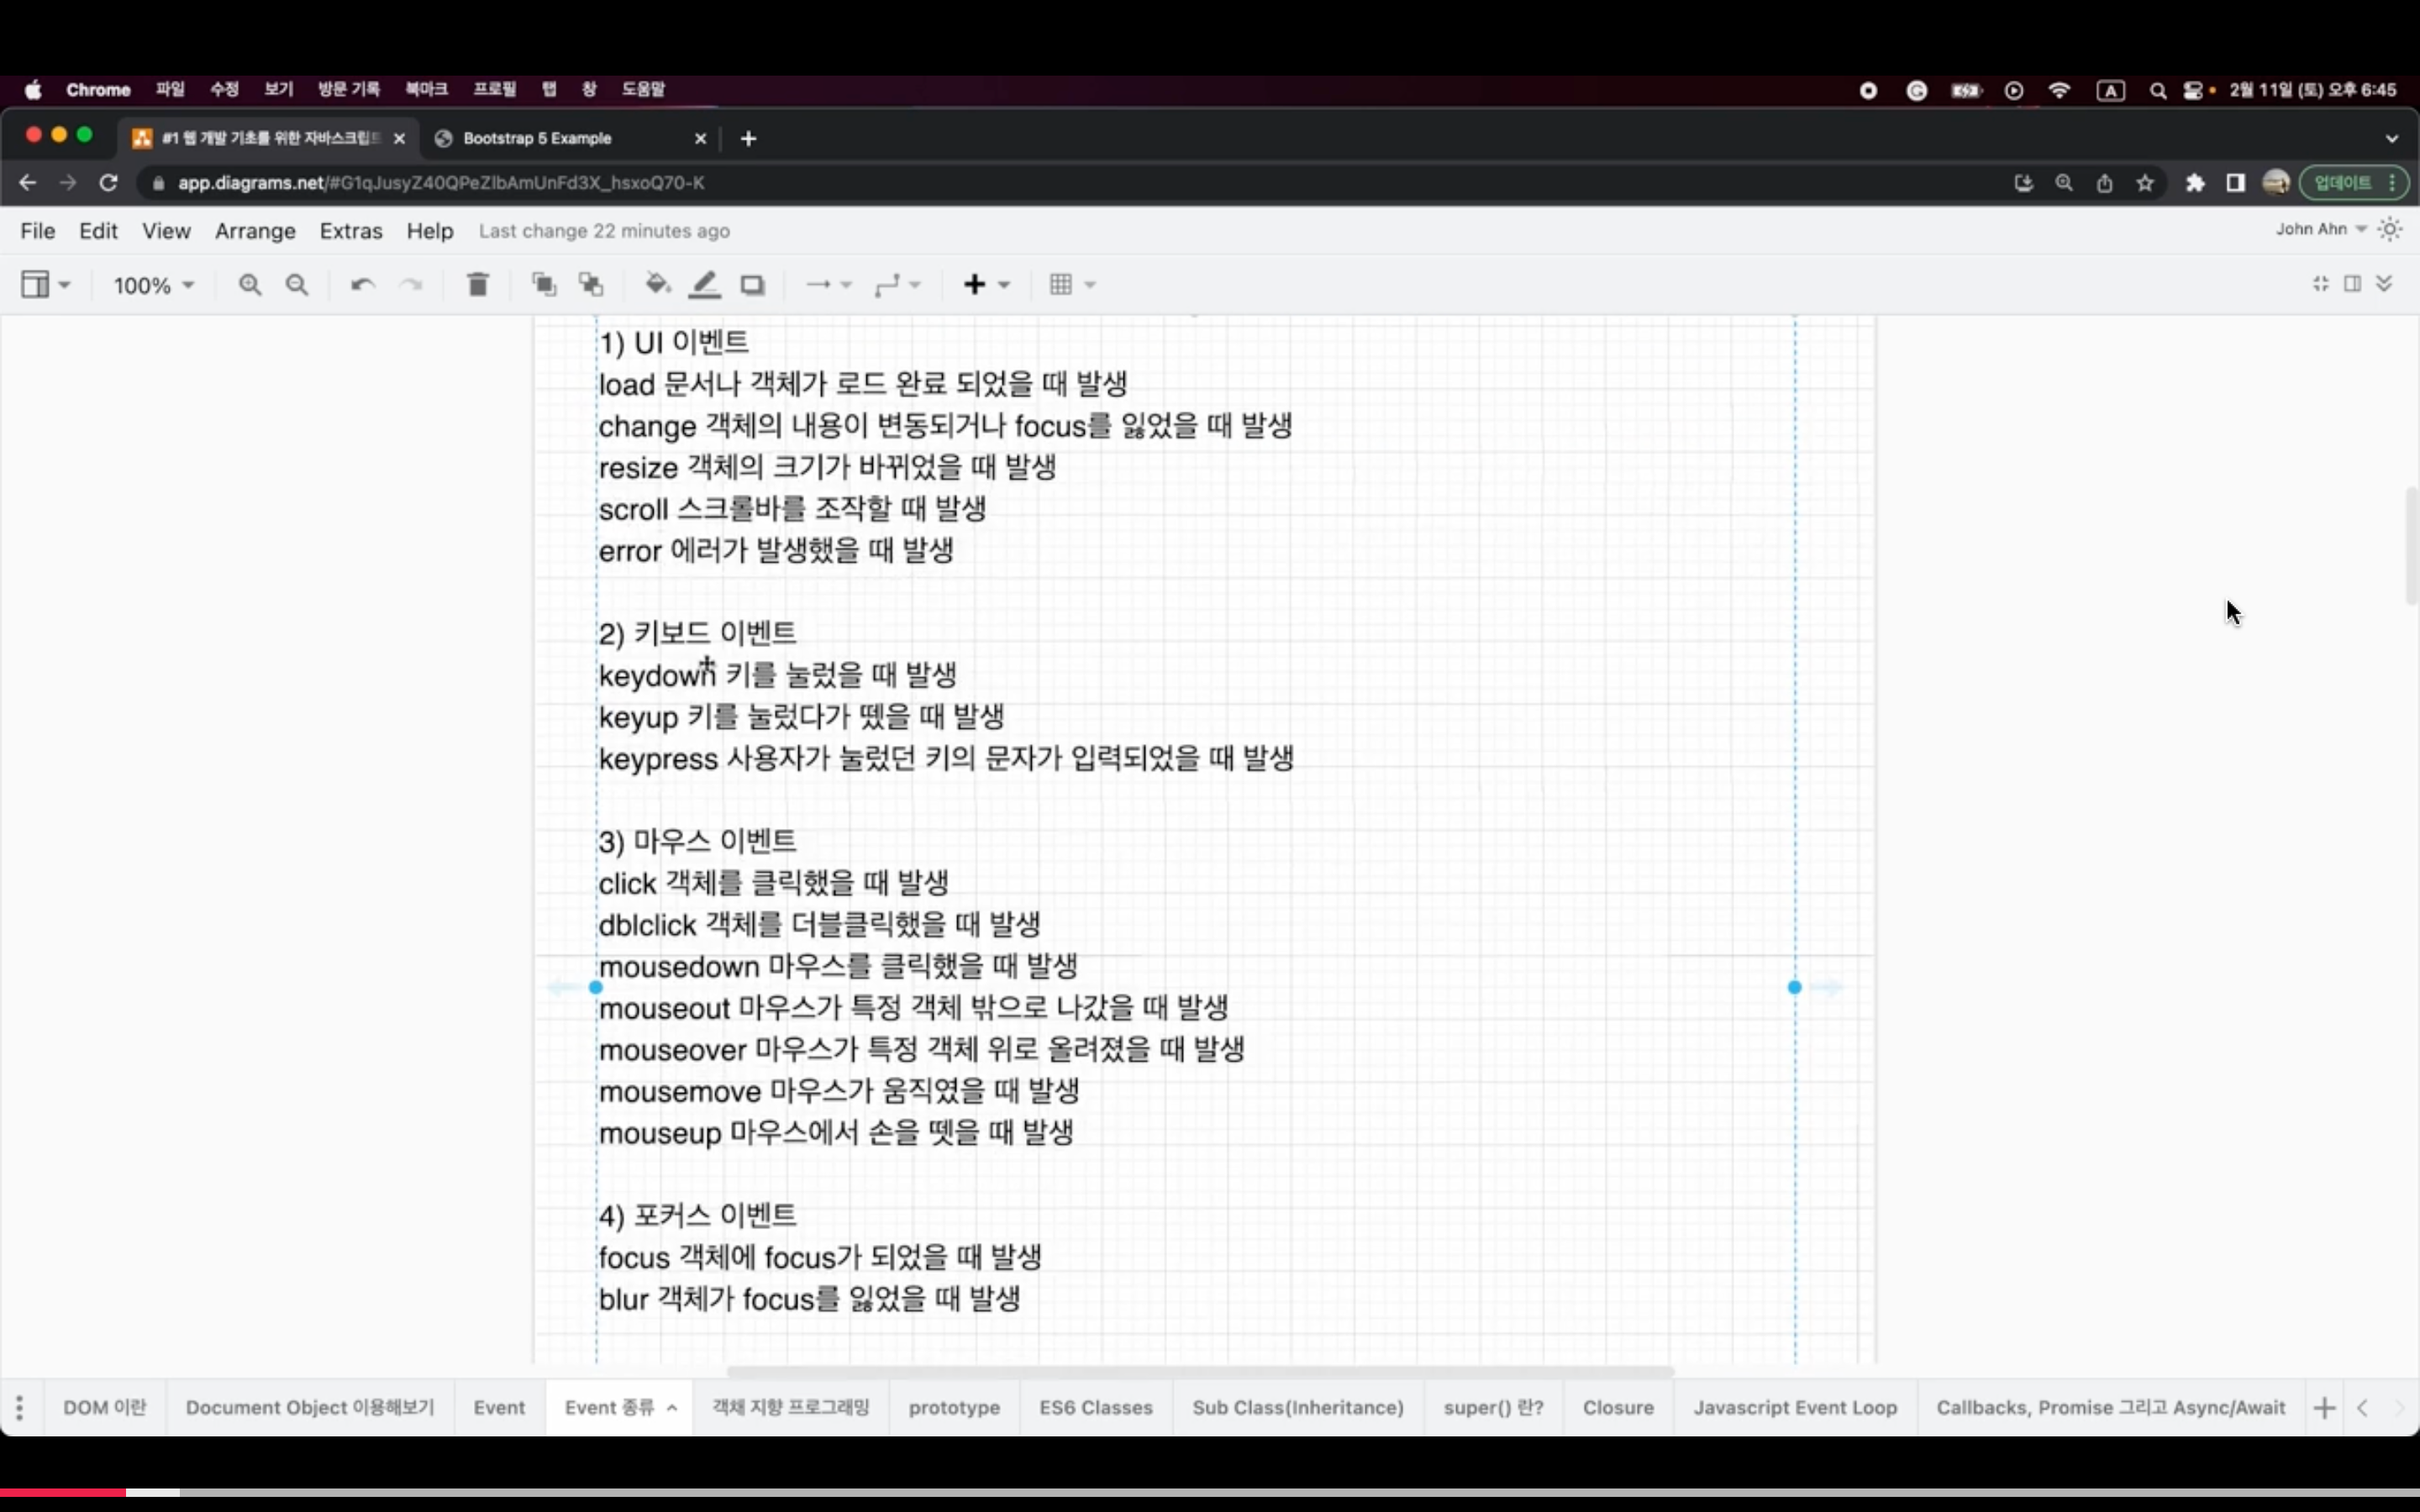 Chrome 파일 수정 보기 방문 기록 북마크 프로필 탭 창 도움말 A 2월 11일 (토) 오후 6:45
#1 웹 개발 기초를 위한 자바스크립트 Bootstrap 5 Example
app.diagrams.net/#G1qJusyZ40QPeZlbAmUnFd3X_hsxoQ70-K 업데이트
File Edit View Arrange Extras Help Last change 22 minutes ago John Ahn
100%
1) UI 이벤트
load 문서나 객체가 로드 완료 되었을 때 발생
change 객체의 내용이 변동되거나 focus를 잃었을 때 발생
resize 객체의 크기가 바뀌었을 때 발생
scroll 스크롤바를 조작할 때 발생
error 에러가 발생했을 때 발생
2) 키보드 이벤트
keydown 키를 눌렀을 때 발생
keyup 키를 눌렀다가 뗐을 때 발생
keypress 사용자가 눌렀던 키의 문자가 입력되었을 때 발생
3) 마우스 이벤트
click 객체를 클릭했을 때 발생
dblclick 객체를 더블클릭했을 때 발생
mousedown 마우스를 클릭했을 때 발생
mouseout 마우스가 특정 객체 밖으로 나갔을 때 발생
mouseover 마우스가 특정 객체 위로 올려졌을 때 발생
mousemove 마우스가 움직였을 때 발생
mouseup 마우스에서 손을 뗏을 때 발생
4) 포커스 이벤트
focus 객체에 focus가 되었을 때 발생
blur 객체가 focus를 잃었을 때 발생
DOM 이란 Document Object 이용해보기 Event Event 종류 객채 지향 프로그래밍 prototype ES6 Classes Sub Class(Inheritance) super() 란? Closure Javascript Event Loop Callbacks, Promise 그리고 Async/Await